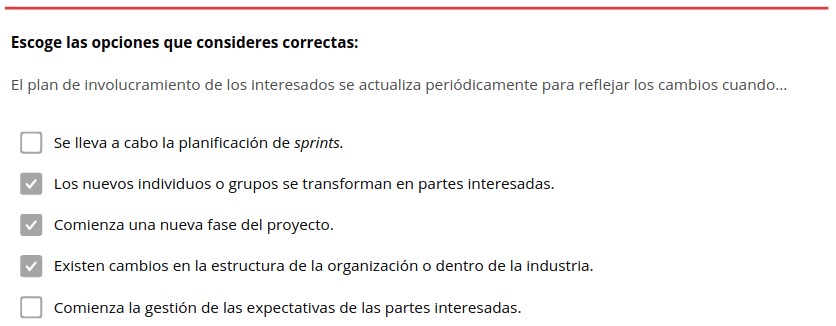 Escoge las opciones que consideres correctas:
El plan de involucramiento de los interesados se actualiza periódicamente para reflejar los cambios cuando...
Se lleva a cabo la planificación de sprints.
Los nuevos individuos o grupos se transforman en partes interesadas.
Comienza una nueva fase del proyecto.
Existen cambios en la estructura de la organización o dentro de la industria.
Comienza la gestión de las expectativas de las partes interesadas.